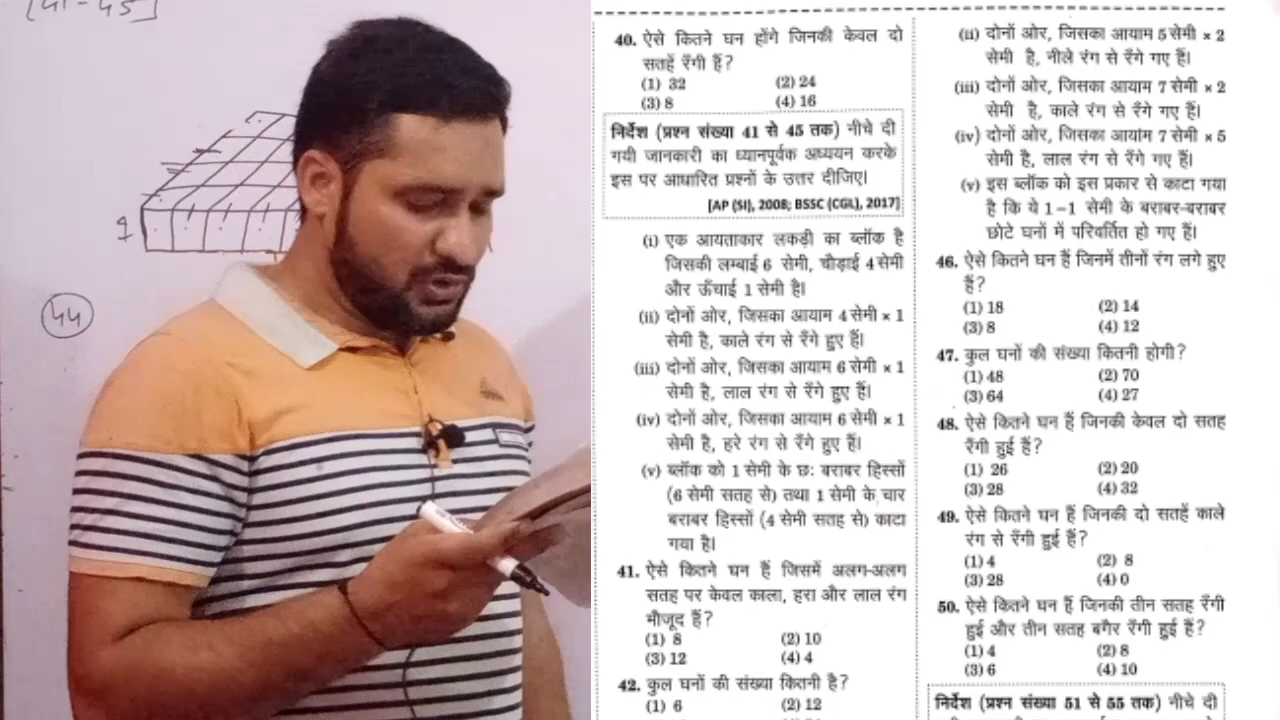 [41-45]
4
44
40. ऐसे कितने घन होंगे जिनकी केवल दो
सतहें रँगी हैं?
(1) 32 (2) 24
(3) 8 (4) 16
निर्देश (प्रश्न संख्या 41 से 45 तक) नीचे दी
गयी जानकारी का ध्यानपूर्वक अध्ययन करके
इस पर आधारित प्रश्नों के उत्तर दीजिए।
[AP (SI), 2008; BSSC (CGL), 2017]
(i) एक आयताकार लकड़ी का ब्लॉक है
जिसकी लम्बाई 6 सेमी, चौड़ाई 4 सेमी
और ऊँचाई 1 सेमी है।
(ii) दोनों ओर, जिसका आयाम 4 सेमी × 1
सेमी है, काले रंग से रँगे हुए हैं।
(iii) दोनों ओर, जिसका आयाम 6 सेमी × 1
सेमी है, लाल रंग से रँगे हुए हैं।
(iv) दोनों ओर, जिसका आयाम 6 सेमी × 1
सेमी है, हरे रंग से रँगे हुए हैं।
(v) ब्लॉक को 1 सेमी के छः बराबर हिस्सों
(6 सेमी सतह से) तथा 1 सेमी के चार
बराबर हिस्सों (4 सेमी सतह से) काटा
गया है।
41. ऐसे कितने घन हैं जिसमें अलग-अलग
सतह पर केवल काला, हरा और लाल रंग
मौजूद हैं?
(1) 8 (2) 10
(3) 12 (4) 4
42. कुल घनों की संख्या कितनी है?
(1) 6 (2) 12
(ii) दोनों ओर, जिसका आयाम 5 सेमी × 2
सेमी है, नीले रंग से रँगे गए हैं।
(iii) दोनों ओर, जिसका आयाम 7 सेमी × 2
सेमी है, काले रंग से रँगे गए हैं।
(iv) दोनों ओर, जिसका आयाम 7 सेमी × 5
सेमी है, लाल रंग से रँगे गए हैं।
(v) इस ब्लॉक को इस प्रकार से काटा गया
है कि ये 1-1 सेमी के बराबर-बराबर
छोटे घनों में परिवर्तित हो गए हैं।
46. ऐसे कितने घन हैं जिनमें तीनों रंग लगे हुए
हैं?
(1) 18 (2) 14
(3) 8 (4) 12
47. कुल घनों की संख्या कितनी होगी?
(1) 48 (2) 70
(3) 64 (4) 27
48. ऐसे कितने घन हैं जिनकी केवल दो सतह
रँगी हुई हैं?
(1) 26 (2) 20
(3) 28 (4) 32
49. ऐसे कितने घन हैं जिनकी दो सतहें काले
रंग से रँगी हुई हैं?
(1) 4 (2) 8
(3) 28 (4) 0
50. ऐसे कितने घन हैं जिनकी तीन सतह रँगी
हुई और तीन सतह बगैर रँगी हुई हैं?
(1) 4 (2) 8
(3) 6 (4) 10
निर्देश (प्रश्न संख्या 51 से 55 तक) नीचे दी